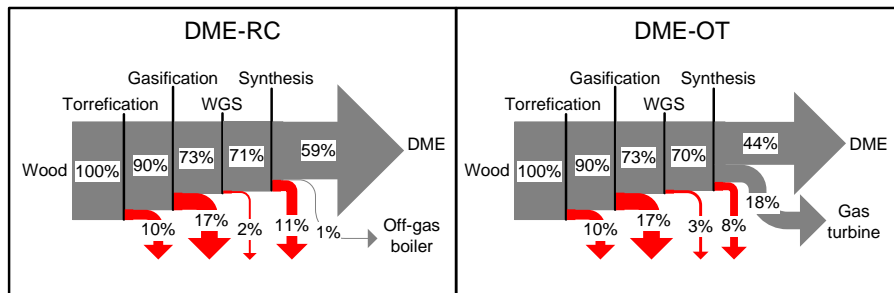 DME-RC
Gasification Synthesis
Torrefication WGS
Wood 100% 90% 73% 71% 59% DME
10% 17% 2% 11% 1% Off-gas
boiler
DME-OT
Gasification Synthesis
Torrefication WGS
Wood 100% 90% 73% 70% 44% DME
18%
10% 17% 3% 8% Gas
turbine